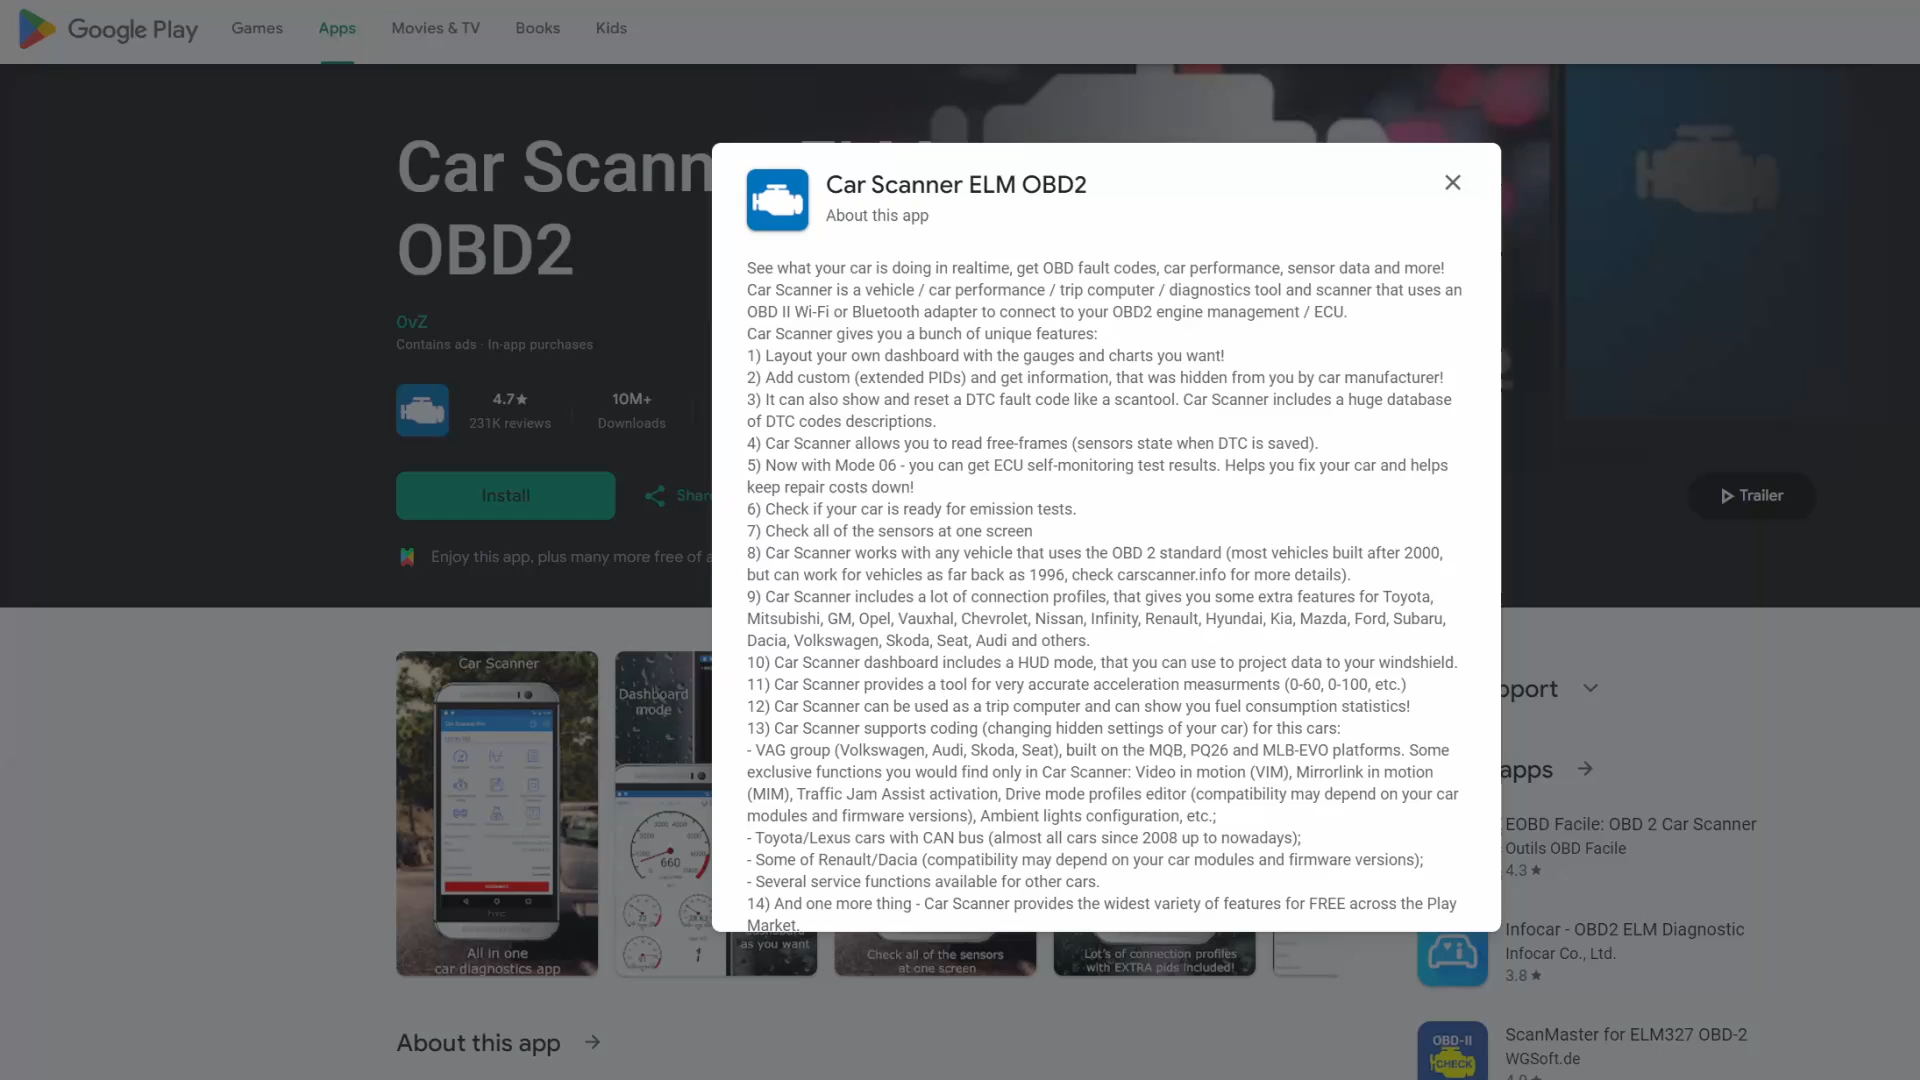 Google Play
Games
Apps
Movies & TV
Books
Kids
Car Scann
OBD2
OvZ
Contains ads · In-app purchases
4.7★
231K reviews
10M+
Downloads
Install
Share
Enjoy this app, plus many more free of a
Trailer
Car Scanner ELM OBD2
About this app
See what your car is doing in realtime, get OBD fault codes, car performance, sensor data and more!
Car Scanner is a vehicle / car performance / trip computer / diagnostics tool and scanner that uses an
OBD II Wi-Fi or Bluetooth adapter to connect to your OBD2 engine management / ECU.
Car Scanner gives you a bunch of unique features:
1) Layout your own dashboard with the gauges and charts you want!
2) Add custom (extended PIDs) and get information, that was hidden from you by car manufacturer!
3) It can also show and reset a DTC fault code like a scantool. Car Scanner includes a huge database
of DTC codes descriptions.
4) Car Scanner allows you to read free-frames (sensors state when DTC is saved).
5) Now with Mode 06 - you can get ECU self-monitoring test results. Helps you fix your car and helps
keep repair costs down!
6) Check if your car is ready for emission tests.
7) Check all of the sensors at one screen
8) Car Scanner works with any vehicle that uses the OBD 2 standard (most vehicles built after 2000,
but can work for vehicles as far back as 1996, check carscanner.info for more details).
9) Car Scanner includes a lot of connection profiles, that gives you some extra features for Toyota,
Mitsubishi, GM, Opel, Vauxhal, Chevrolet, Nissan, Infinity, Renault, Hyundai, Kia, Mazda, Ford, Subaru,
Dacia, Volkswagen, Skoda, Seat, Audi and others.
10) Car Scanner dashboard includes a HUD mode, that you can use to project data to your windshield.
11) Car Scanner provides a tool for very accurate acceleration measurments (0-60, 0-100, etc.)
12) Car Scanner can be used as a trip computer and can show you fuel consumption statistics!
13) Car Scanner supports coding (changing hidden settings of your car) for this cars:
- VAG group (Volkswagen, Audi, Skoda, Seat), built on the MQB, PQ26 and MLB-EVO platforms. Some
exclusive functions you would find only in Car Scanner: Video in motion (VIM), Mirrorlink in motion
(MIM), Traffic Jam Assist activation, Drive mode profiles editor (compatibility may depend on your car
modules and firmware versions), Ambient lights configuration, etc.;
- Toyota/Lexus cars with CAN bus (almost all cars since 2008 up to nowadays);
- Some of Renault/Dacia (compatibility may depend on your car modules and firmware versions);
- Several service functions available for other cars.
14) And one more thing - Car Scanner provides the widest variety of features for FREE across the Play
Market.
Car Scanner
All in one
car diagnostics app
Dashboard
mode
660
as you want
Check all of the sensors
at one screen
Lot's of connection profiles
with EXTRA pids included!
pport
apps
EOBD Facile: OBD 2 Car Scanner
Outils OBD Facile
4.3★
Infocar - OBD2 ELM Diagnostic
Infocar Co., Ltd.
3.8★
OBD-II
CHECK
ScanMaster for ELM327 OBD-2
WGSoft.de
About this app